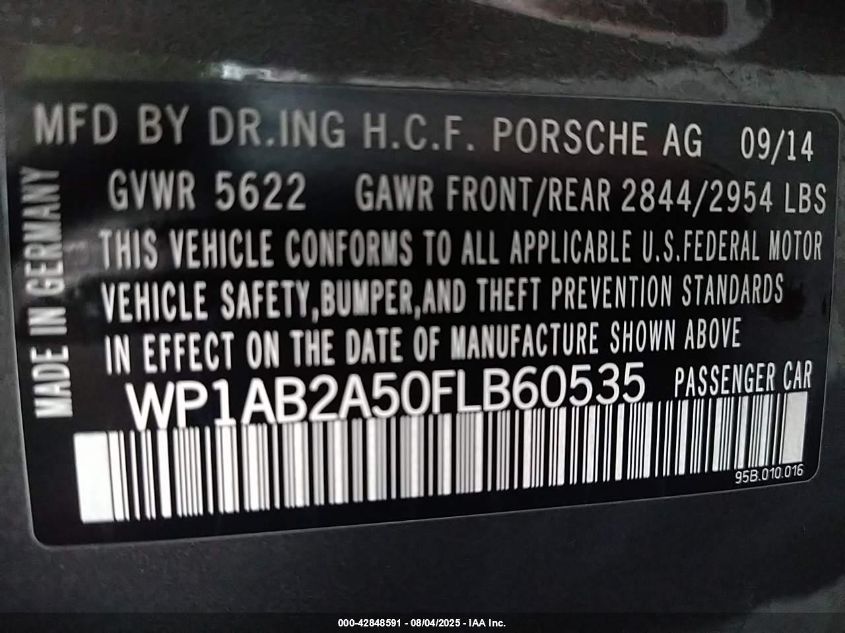 MFD BY DR.ING H.C.F. PORSCHE AG 09/14
MADE IN GERMANY
GVWR 5622 GAWR FRONT/REAR 2844/2954 LBS
THIS VEHICLE CONFORMS TO ALL APPLICABLE U.S.FEDERAL MOTOR
VEHICLE SAFETY,BUMPER,AND THEFT PREVENTION STANDARDS
IN EFFECT ON THE DATE OF MANUFACTURE SHOWN ABOVE
WP1AB2A50FLB60535 PASSENGER CAR
95B.010.016
000-42848591 - 08/04/2025 - IAA Inc.